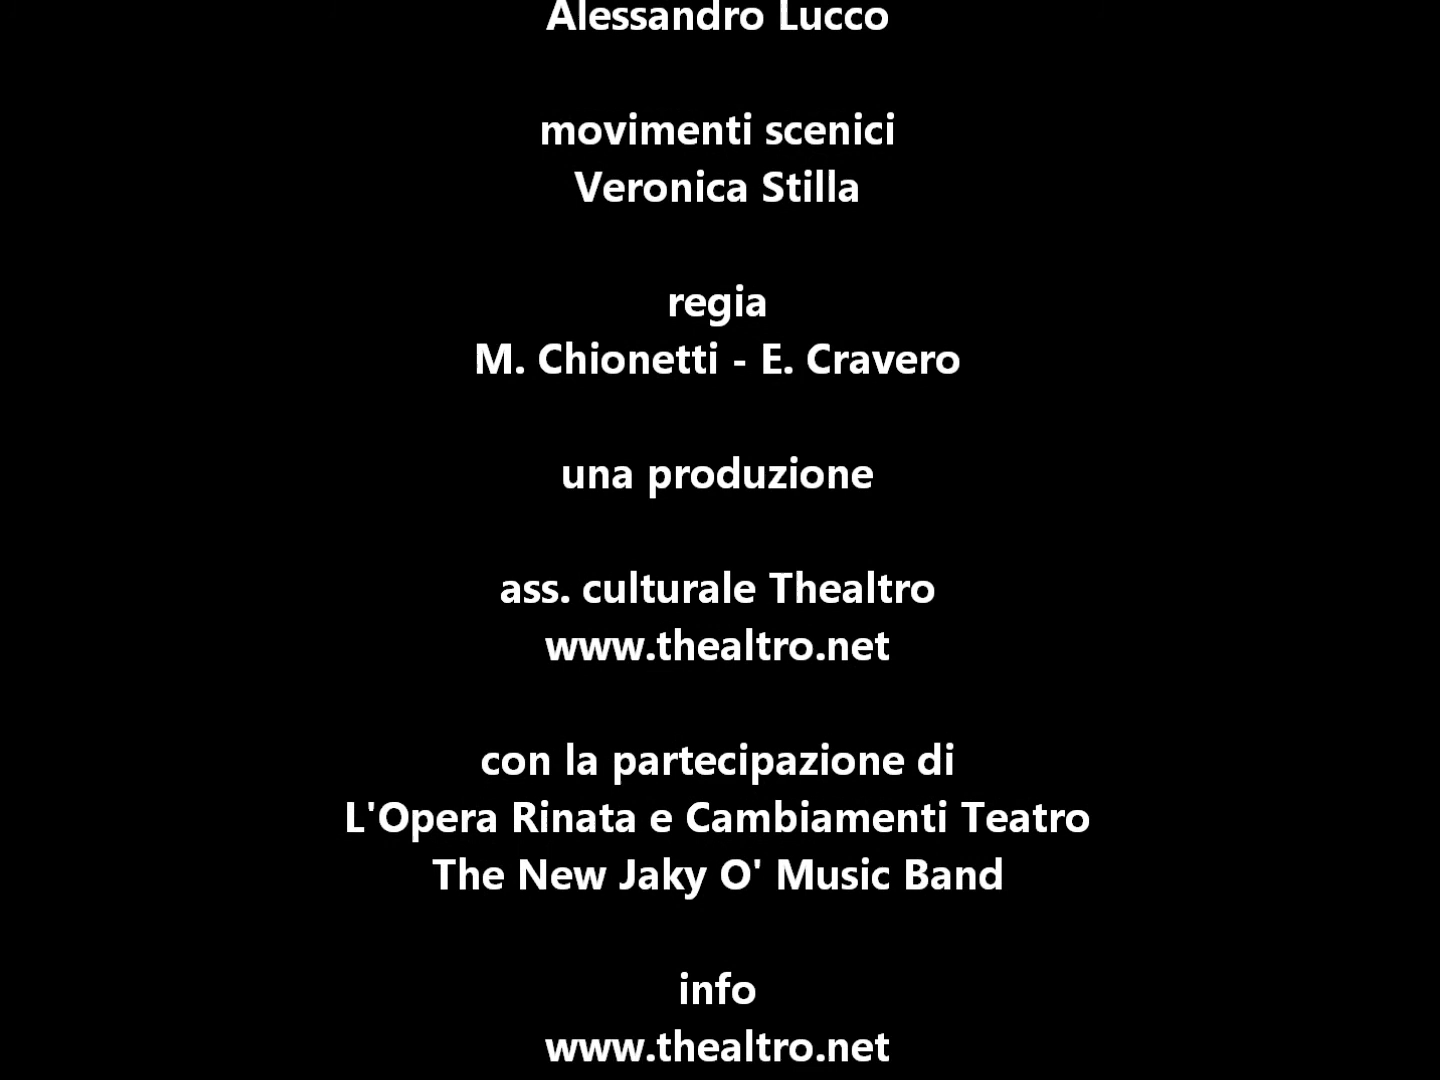 Alessandro Lucco
movimenti scenici
Veronica Stilla
regia
M. Chionetti - E. Cravero
una produzione
ass. culturale Thealtro
www.thealtro.net
con la partecipazione di
L'Opera Rinata e Cambiamenti Teatro
The New Jaky O' Music Band
info
www.thealtro.net